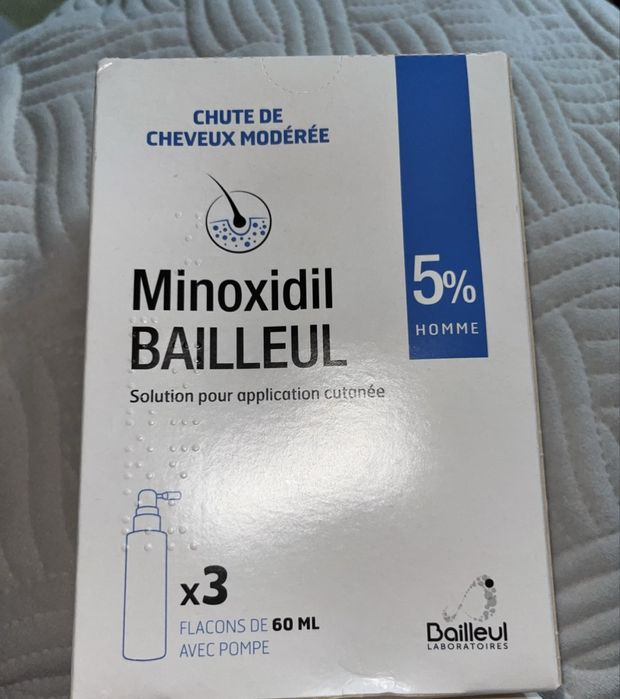 CHUTE DE
CHEVEUX MODÉRÉE
Minoxidil
BAILLEUL
5%
HOMME
Solution pour application cutanée
x3
FLACONS DE 60 ML
AVEC POMPE
Bailleul
LABORATOIRES